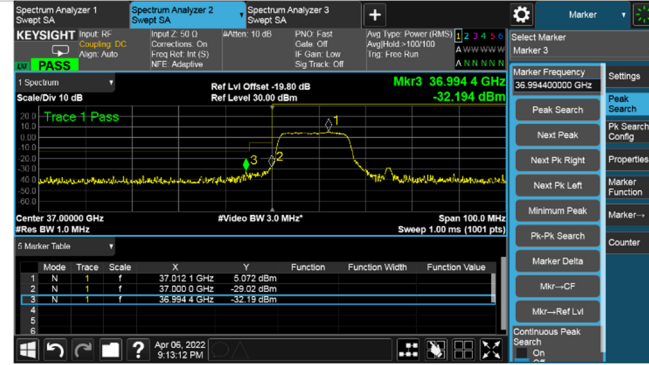 Spectrum Analyzer 1
Swept SA
Spectrum Analyzer 2
Swept SA
Spectrum Analyzer 3
Swept SA
+
Marker
KEYSIGHT
Input: RF
Coupling: DC
Align: Auto
Input Z: 50 Ω
Corrections: On
Freq Ref: Int (S)
NFE: Adaptive
#Atten: 10 dB
PNO: Fast
Gate: Off
IF Gain: Low
Sig Track: Off
Avg Type: Power (RMS)
Avg|Hold >100/100
Trig: Free Run
1 2 3 4 5 6
A W W W W W
A N N N N N
LXI PASS
Select Marker
Marker 3
1 Spectrum
Scale/Div 10 dB
Ref Lvl Offset -19.80 dB
Ref Level 30.00 dBm
Mkr3 36.994 4 GHz
-32.194 dBm
Trace 1 Pass
20.0
10.0
0.00
-10.0
-20.0
-30.0
-40.0
-50.0
-60.0
1
2
3
Center 37.00000 GHz
#Res BW 1.0 MHz
#Video BW 3.0 MHz*
Span 100.0 MHz
Sweep 1.00 ms (1001 pts)
5 Marker Table
Mode Trace Scale X Y Function Function Width Function Value
1 N 1 f 37.012 1 GHz 5.072 dBm
2 N 1 f 37.000 0 GHz -29.02 dBm
3 N 1 f 36.994 4 GHz -32.19 dBm
4
5
6
Apr 06, 2022
9:13:12 PM
Marker Frequency
36.994400000 GHz
Peak Search
Next Peak
Next Pk Right
Next Pk Left
Minimum Peak
Pk-Pk Search
Marker Delta
Mkr→CF
Mkr→Ref Lvl
Continuous Peak
Search
On
Off
Settings
Peak
Search
Pk Search
Config
Properties
Marker
Function
Marker→
Counter